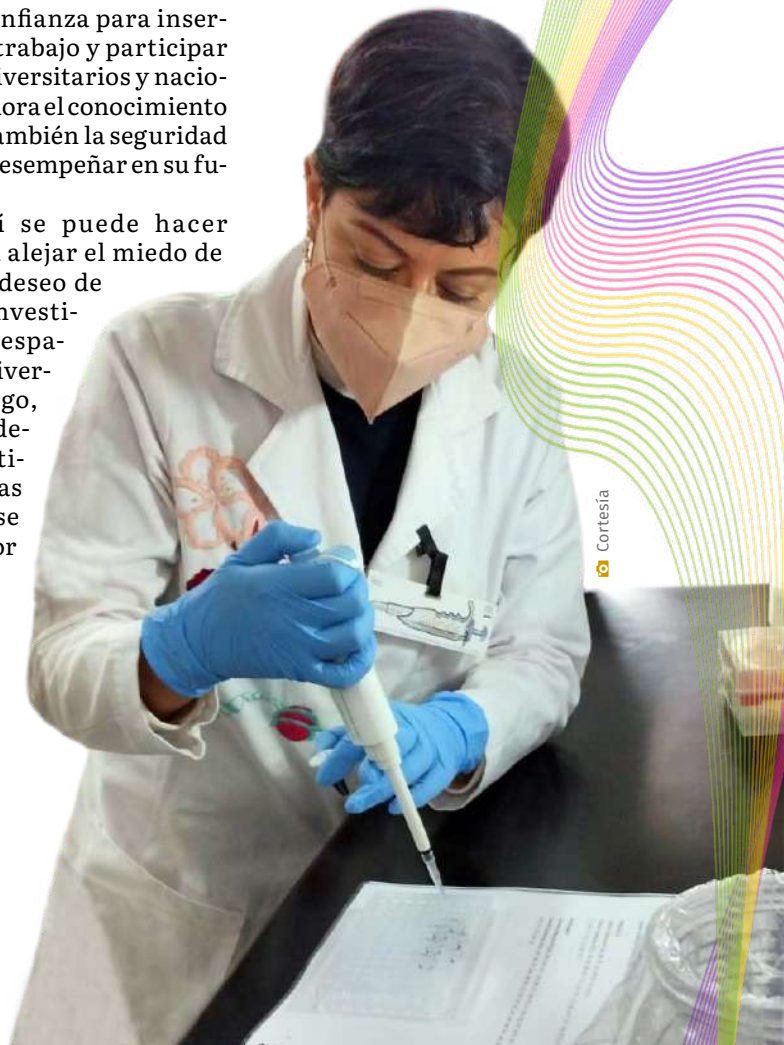 nfianza para inser-
trabajo y participar
iversitarios y nacio-
ora el conocimiento
ambién la seguridad
esempeñar en su fu-
í se puede hacer
alejar el miedo de
deseo de
nvesti-
espa-
iver-
go,
de-
ti-
as
se
or
Cortesía